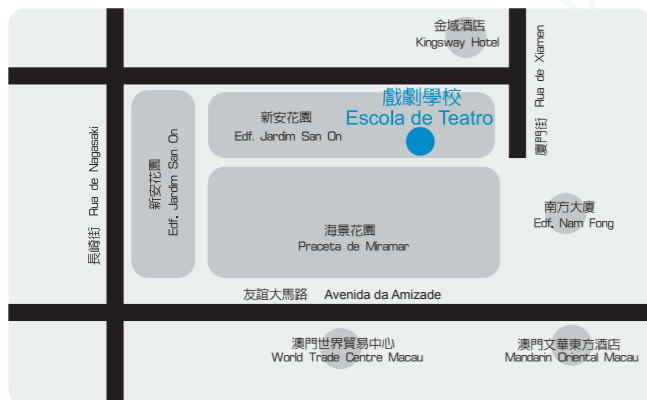 金域酒店
Kingsway Hotel
戲劇學校
Escola de Teatro
新安花園
Edf. Jardim San On
廈門街 Rua de Xiamen
新安花園
Edf. Jardim San On
長崎街 Rua de Nagasaki
南方大廈
Edf. Nam Fong
海景花園
Praceta de Miramar
友誼大馬路 Avenida da Amizade
澳門世界貿易中心
World Trade Centre Macau
澳門文華東方酒店
Mandarin Oriental Macau